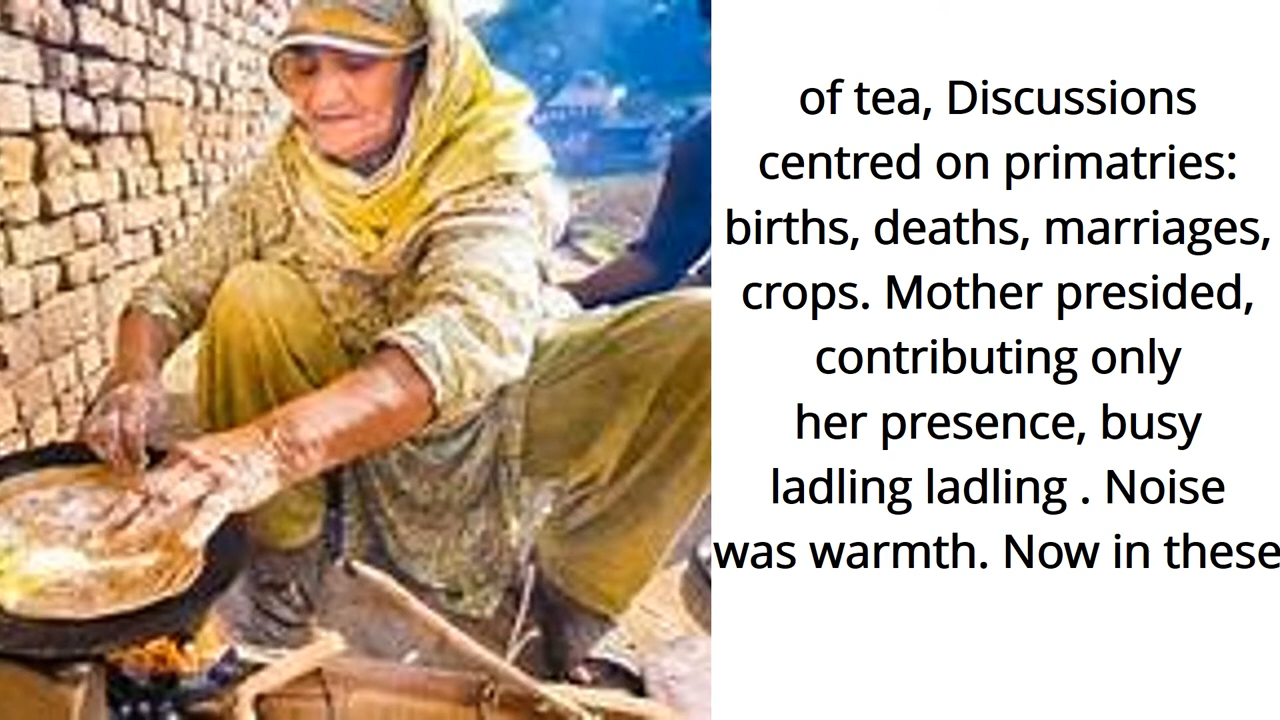 of tea, Discussions
centred on primatries:
births, deaths, marriages,
crops. Mother presided,
contributing only
her presence, busy
ladling ladling . Noise
was warmth. Now in these